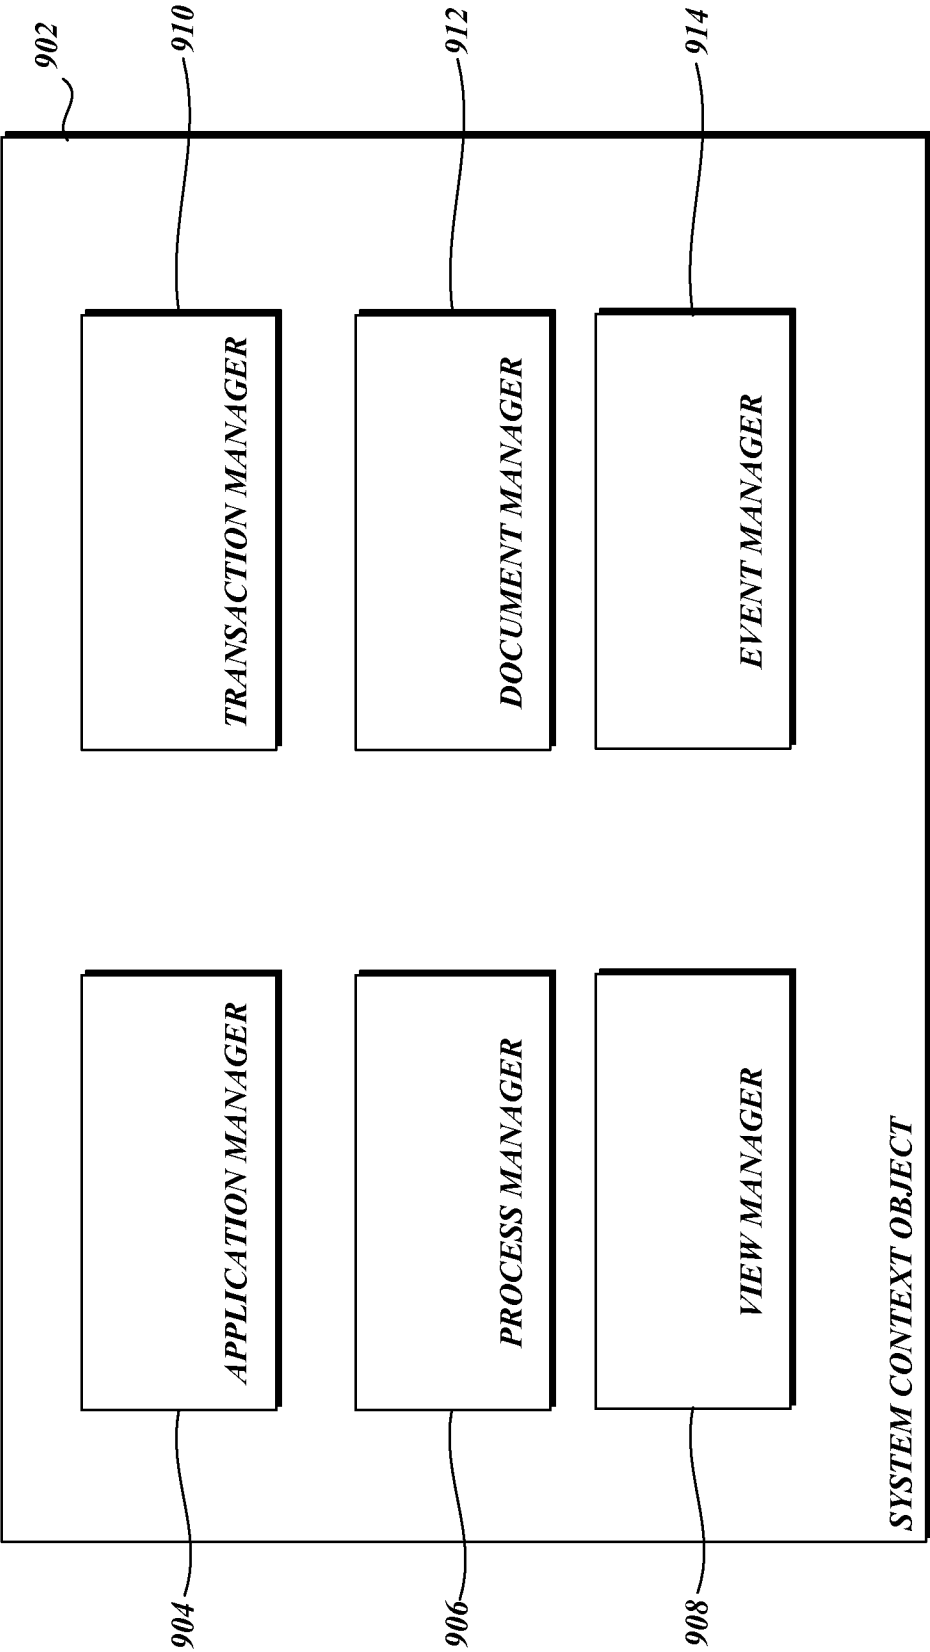 902
904
APPLICATION MANAGER
TRANSACTION MANAGER
910
906
PROCESS MANAGER
DOCUMENT MANAGER
912
908
VIEW MANAGER
EVENT MANAGER
914
SYSTEM CONTEXT OBJECT